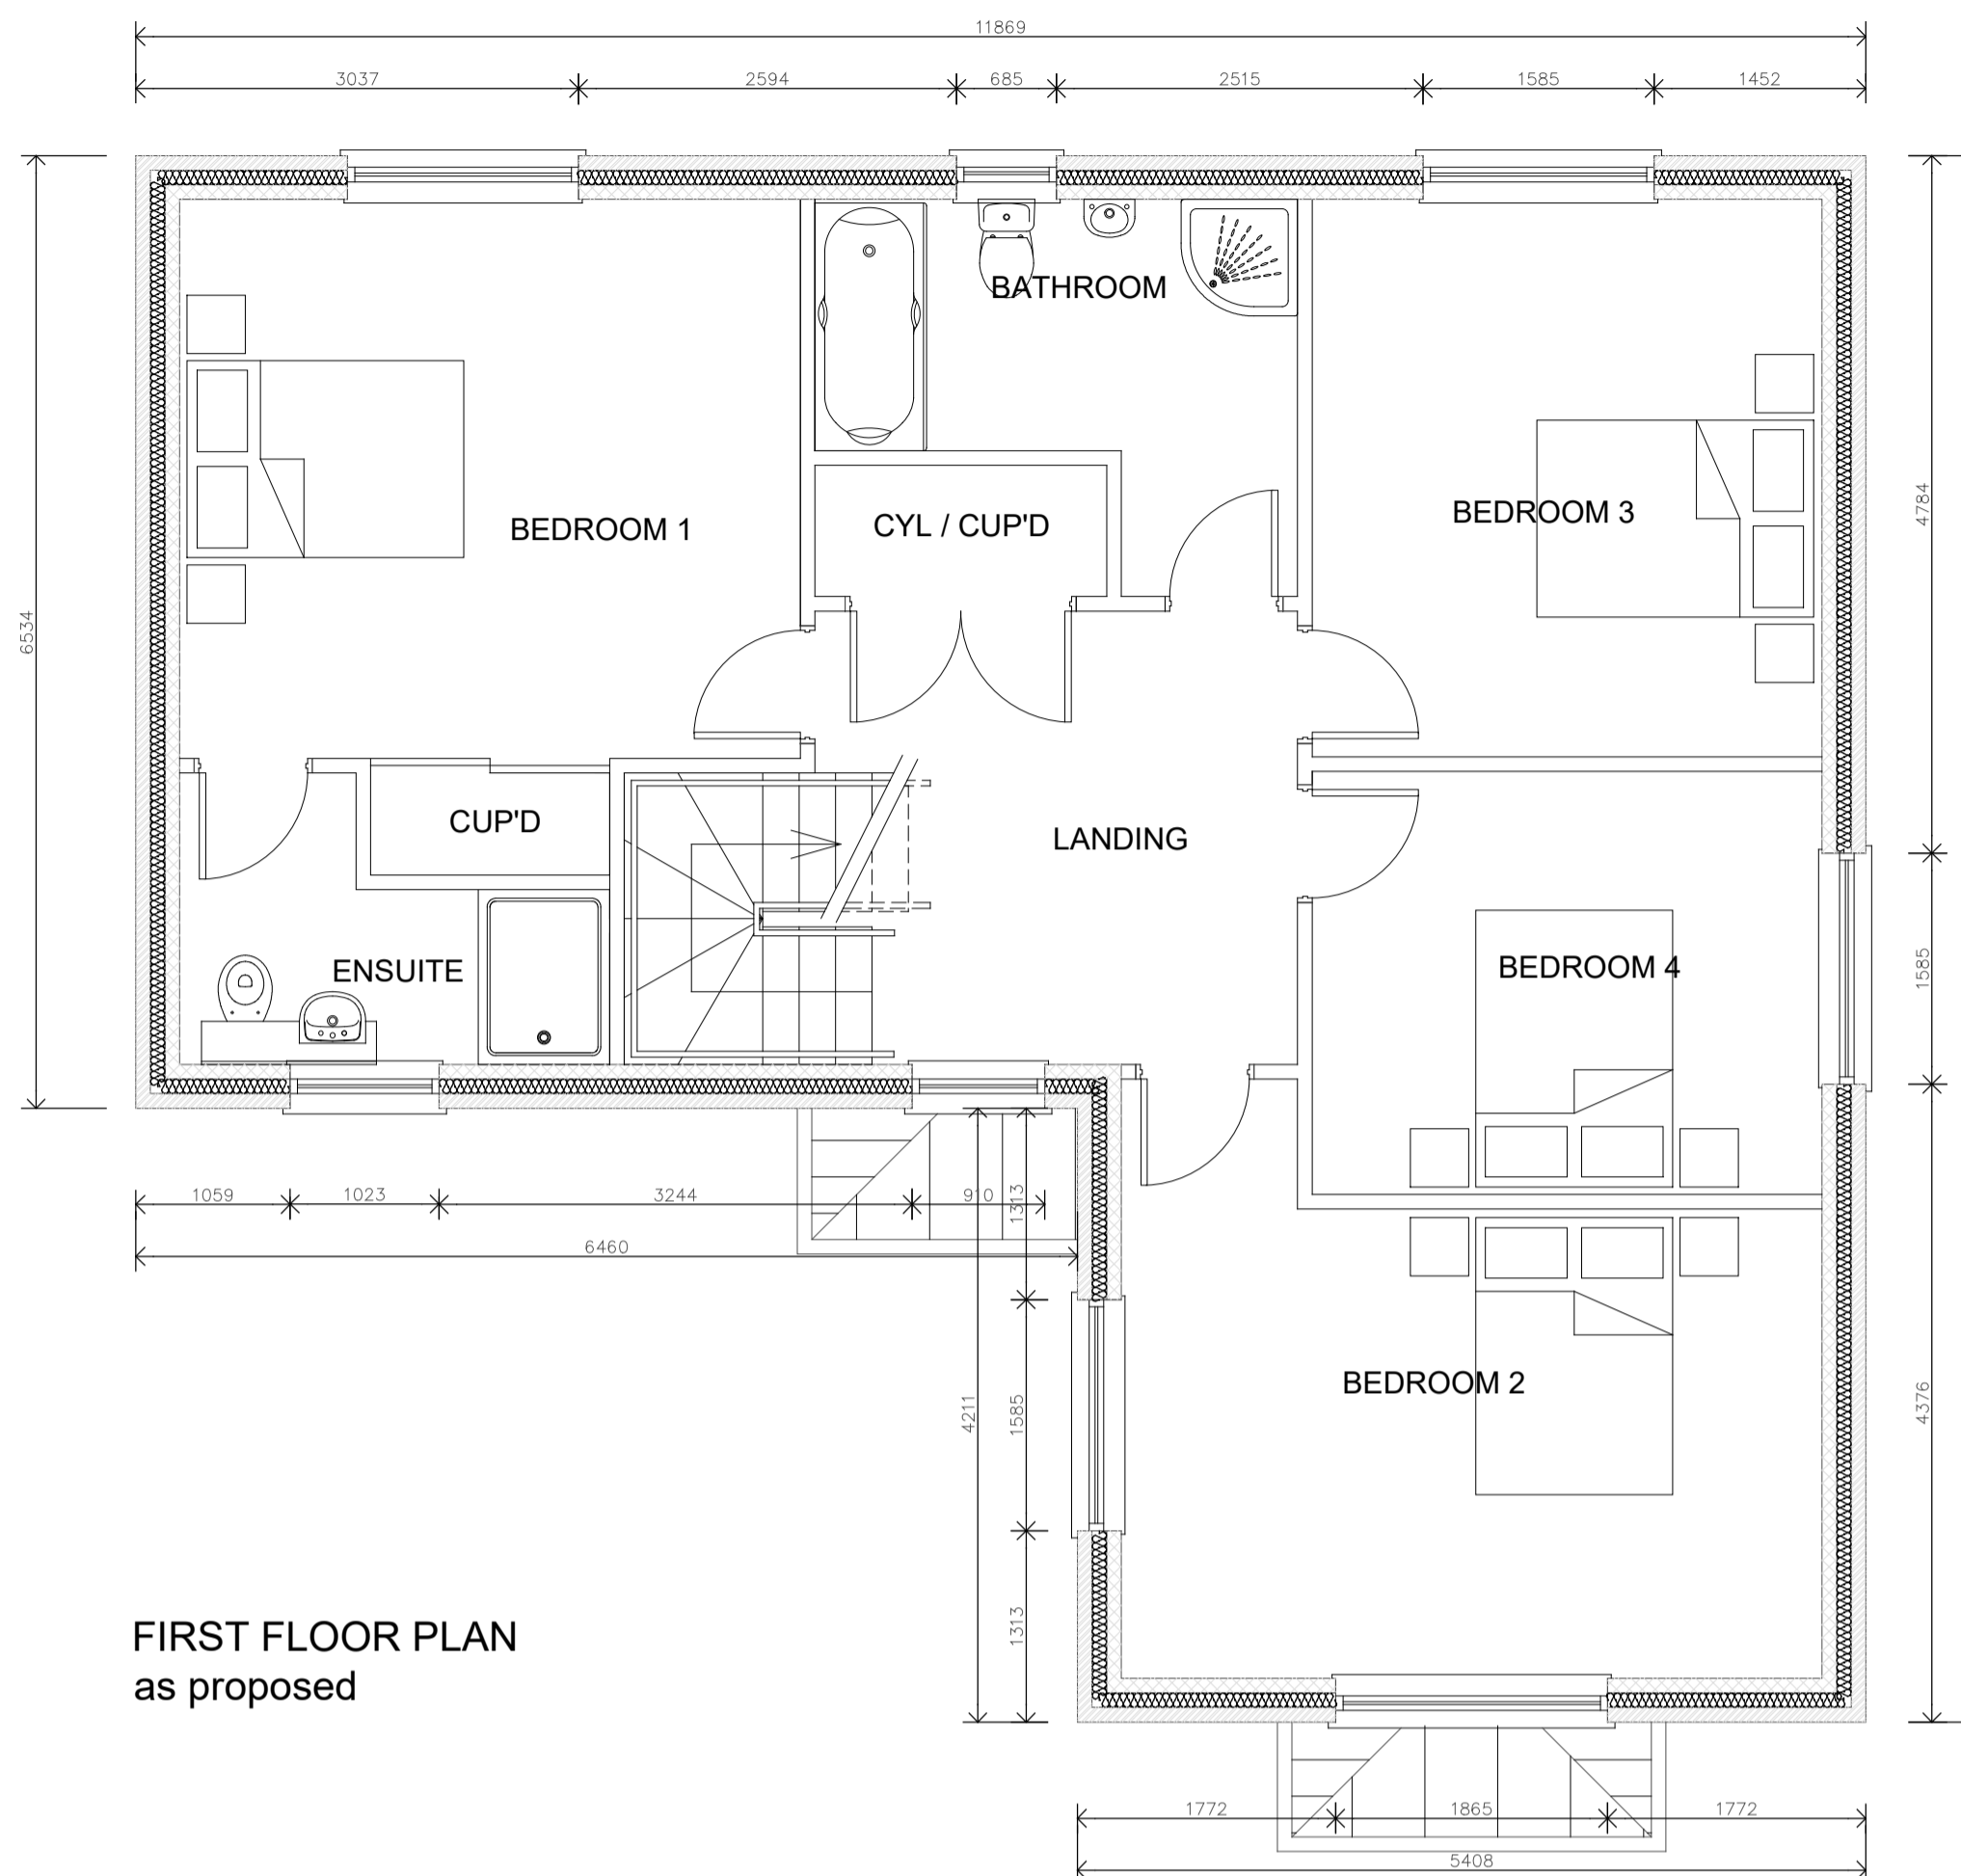 11869
3037 2594 685 2515 1585 1452
BATHROOM
4784
BEDROOM 3
CYL / CUP'D
BEDROOM 1
6534
CUP'D
LANDING
1585
BEDROOM 4
ENSUITE
1059 1023 3244 910
1313
6460
BEDROOM 2
4211
1585
4376
1313
FIRST FLOOR PLAN
as proposed
1772 1865 1772
5408